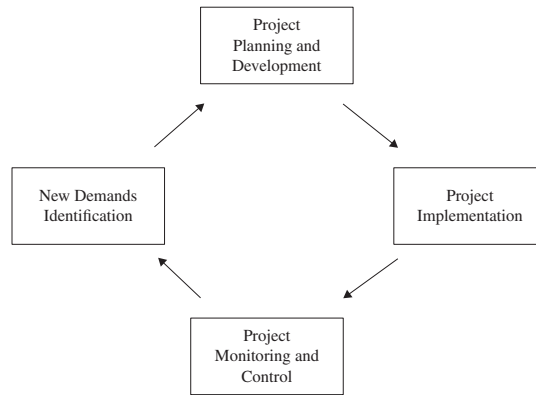 Project
Planning and
Development
New Demands
Identification
Project
Implementation
Project
Monitoring and
Control